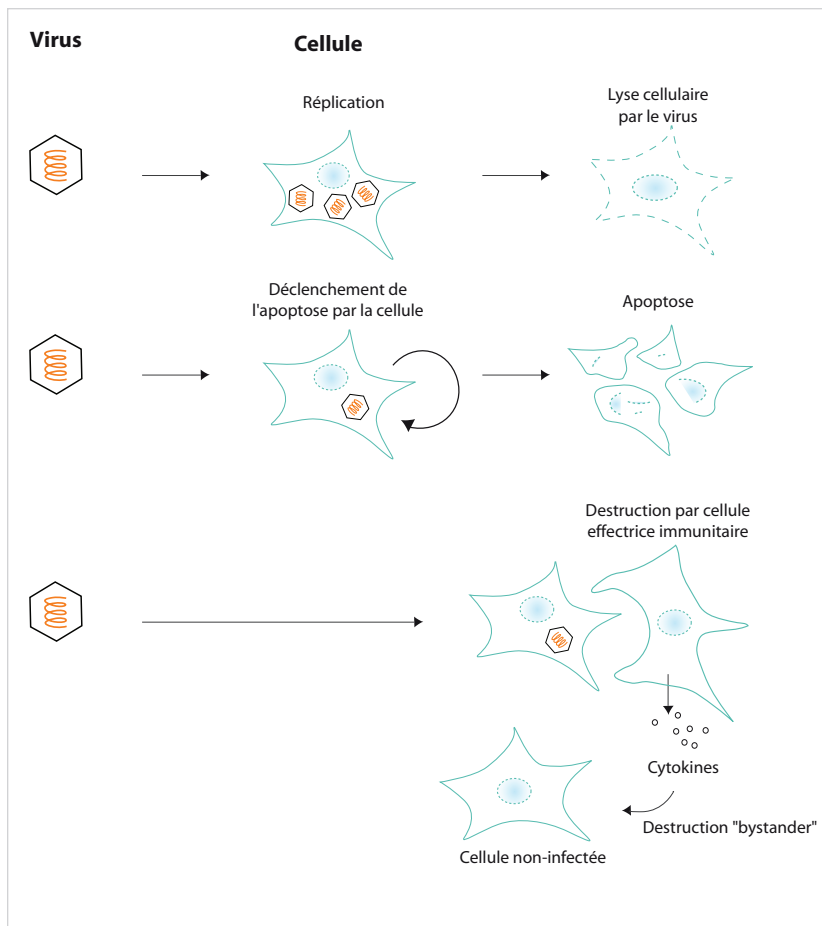 Virus
Cellule
Réplication
Lyse cellulaire
par le virus
Déclenchement de
l'apoptose par la cellule
Apoptose
Destruction par cellule
effectrice immunitaire
Cytokines
Destruction "bystander"
Cellule non-infectée